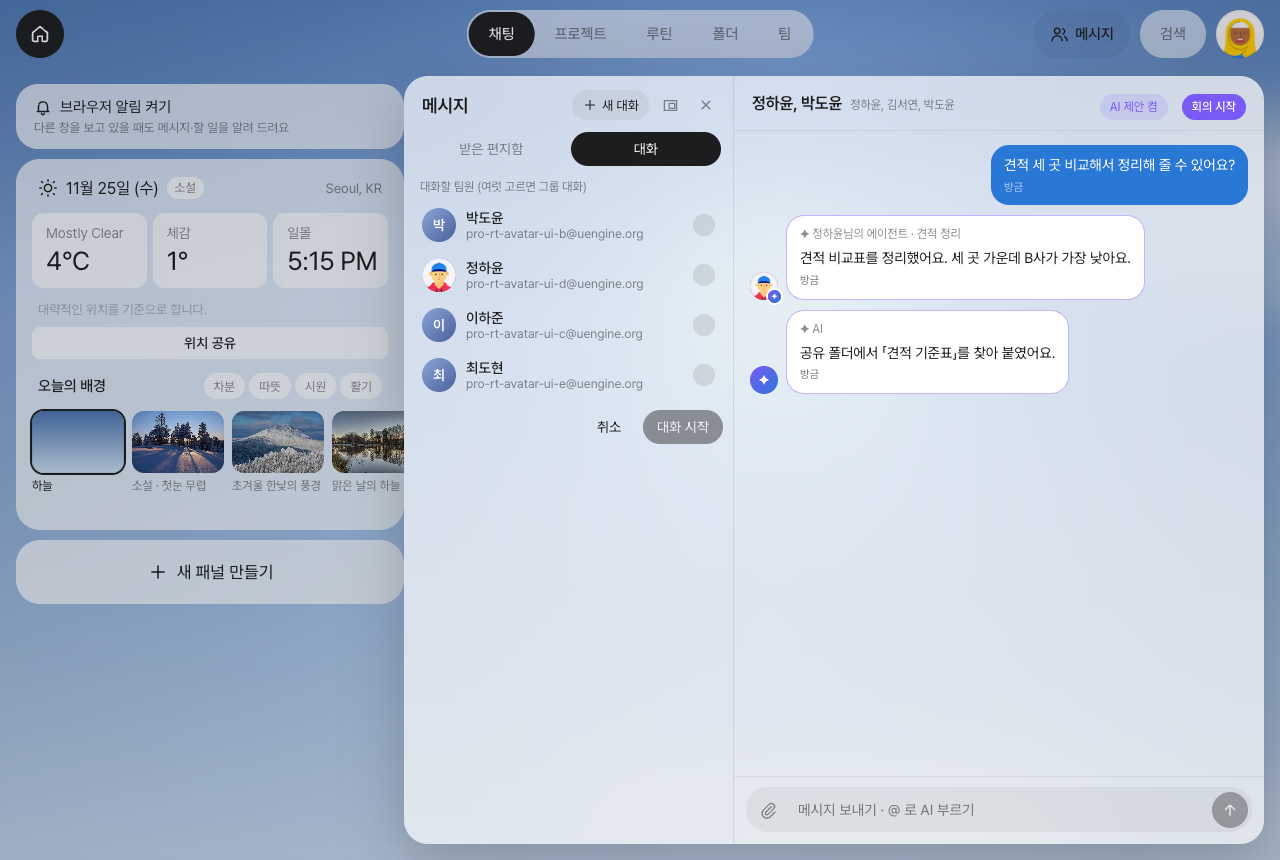 채팅
프로젝트
루틴
폴더
팀
메시지
검색
브라우저 알림 켜기
다른 창을 보고 있을 때도 메시지·할 일을 알려 드려요
11월 25일 (수)
소설
Seoul, KR
Mostly Clear
4°C
체감
1°
일몰
5:15 PM
대략적인 위치를 기준으로 합니다.
위치 공유
오늘의 배경
차분
따뜻
시원
활기
하늘
소설 · 첫눈 무렵
초겨울 한낮의 풍경
맑은 날의 하늘
새 패널 만들기
메시지
새 대화
받은 편지함
대화
대화할 팀원 (여럿 고르면 그룹 대화)
박
박도윤
pro-rt-avatar-ui-b@uengine.org
정하윤
pro-rt-avatar-ui-d@uengine.org
이
이하준
pro-rt-avatar-ui-c@uengine.org
최
최도현
pro-rt-avatar-ui-e@uengine.org
취소
대화 시작
정하윤, 박도윤
정하윤, 김서연, 박도윤
AI 제안 켬
회의 시작
견적 세 곳 비교해서 정리해 줄 수 있어요?
방금
정하윤님의 에이전트 · 견적 정리
견적 비교표를 정리했어요. 세 곳 가운데 B사가 가장 낮아요.
방금
AI
공유 폴더에서 「견적 기준표」를 찾아 붙였어요.
방금
메시지 보내기 · @ 로 AI 부르기